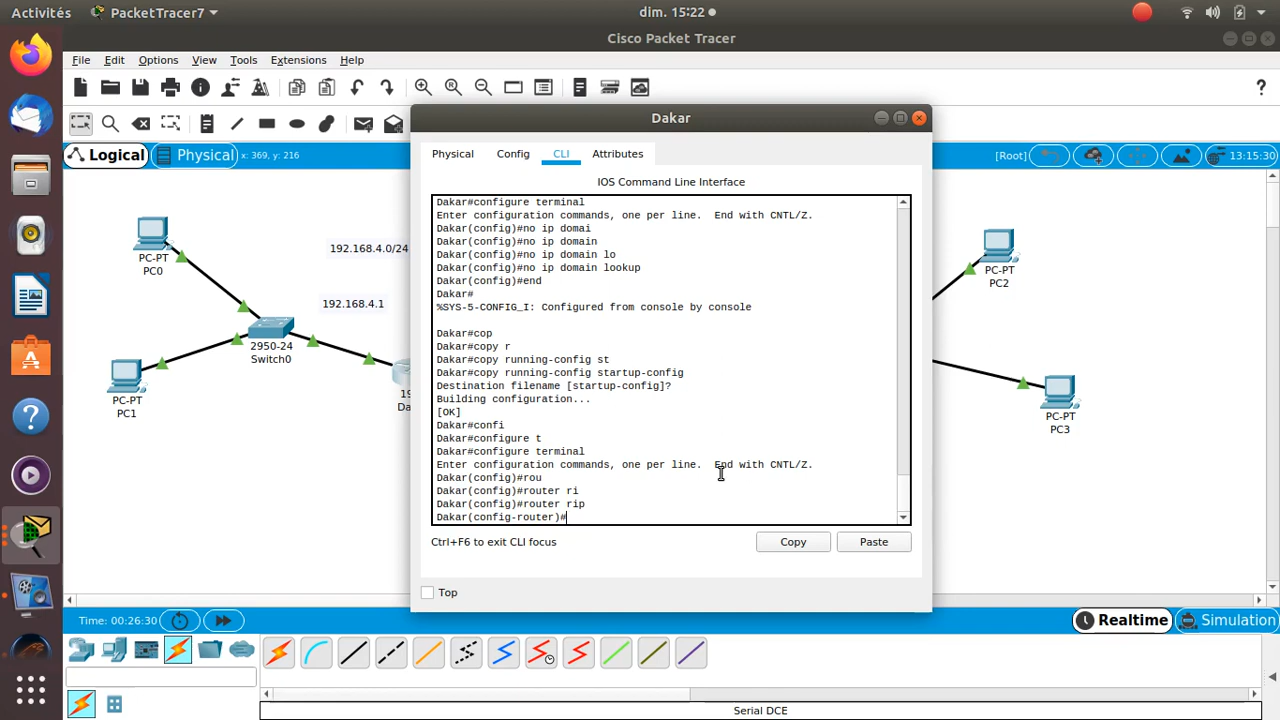 Activités PacketTracer7 dim. 15:22
Cisco Packet Tracer
File Edit Options View Tools Extensions Help
Logical Physical x: 369, y: 216 [Root] 13:15:30
Dakar
Physical Config CLI Attributes
IOS Command Line Interface
Dakar#configure terminal
Enter configuration commands, one per line. End with CNTL/Z.
Dakar(config)#no ip domai
Dakar(config)#no ip domain
Dakar(config)#no ip domain lo
Dakar(config)#no ip domain lookup
Dakar(config)#end
Dakar#
%SYS-5-CONFIG_I: Configured from console by console
Dakar#cop
Dakar#copy r
Dakar#copy running-config st
Dakar#copy running-config startup-config
Destination filename [startup-config]?
Building configuration...
[OK]
Dakar#confi
Dakar#configure t
Dakar#configure terminal
Enter configuration commands, one per line. End with CNTL/Z.
Dakar(config)#rou
Dakar(config)#router ri
Dakar(config)#router rip
Dakar(config-router)#
Ctrl+F6 to exit CLI focus Copy Paste
Top
192.168.4.0/24
PC-PT
PC0
192.168.4.1
2950-24
Switch0
PC-PT
PC1
19
Da
PC-PT
PC2
PC-PT
PC3
Time: 00:26:30 Realtime Simulation
Serial DCE